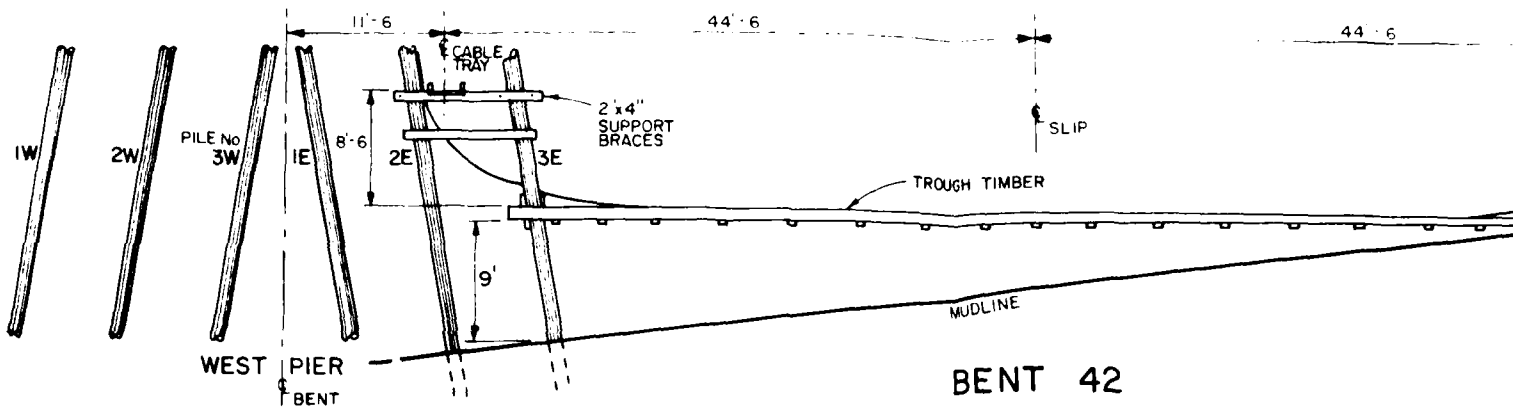 11'-6
44'-6
44'-6
℄ CABLE
TRAY
2"x4"
SUPPORT
BRACES
℄ SLIP
8'-6
PILE No
1W
2W
3W
1E
2E
3E
TROUGH TIMBER
9'
MUDLINE
WEST PIER
℄ BENT
BENT 42